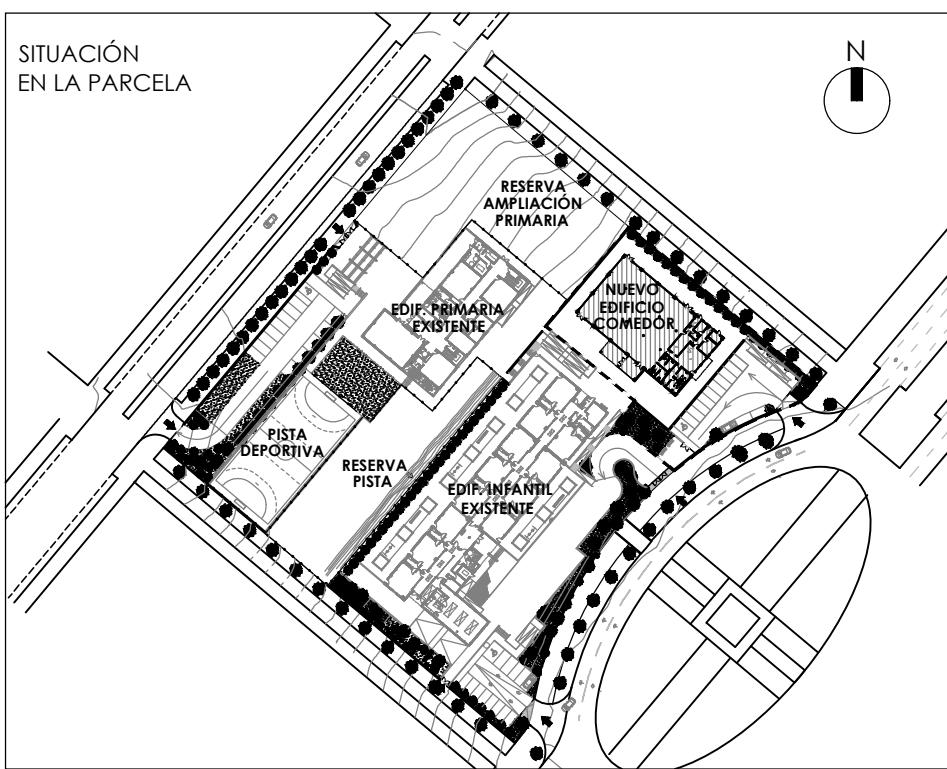 SITUACIÓN
EN LA PARCELA
N
RESERVA
AMPLIACIÓN
PRIMARIA
NUEVO
EDIFICIO
COMEDOR
EDIF. PRIMARIA
EXISTENTE
PISTA
DEPORTIVA
RESERVA
PISTA
EDIF. INFANTIL
EXISTENTE